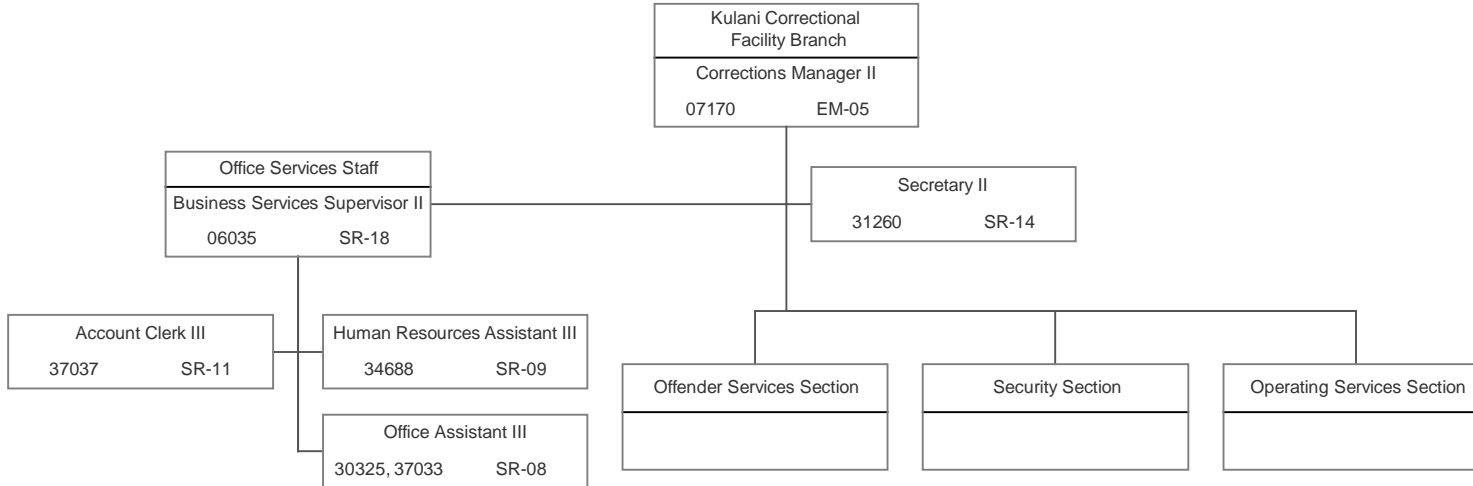 Kulani Correctional
Facility Branch
Corrections Manager II
07170 EM-05
Office Services Staff
Business Services Supervisor II
06035 SR-18
Secretary II
31260 SR-14
Account Clerk III
37037 SR-11
Human Resources Assistant III
34688 SR-09
Office Assistant III
30325, 37033 SR-08
Offender Services Section
Security Section
Operating Services Section